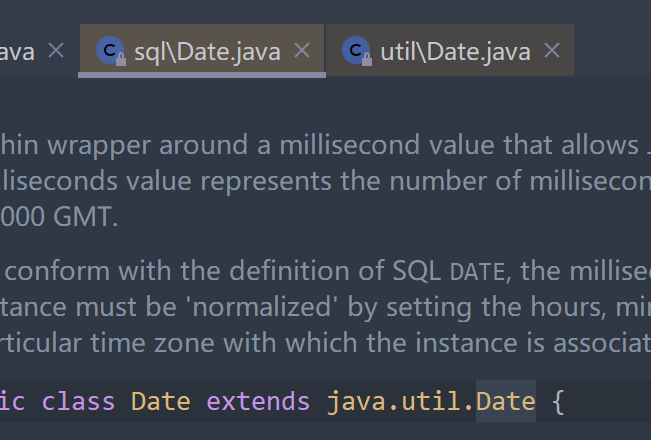 ava × C sql\Date.java × C util\Date.java ×
hin wrapper around a millisecond value that allows
lliseconds value represents the number of millisecon
000 GMT.
conform with the definition of SQL DATE, the millise
tance must be 'normalized' by setting the hours, min
rticular time zone with which the instance is associat
ic class Date extends java.util.Date {